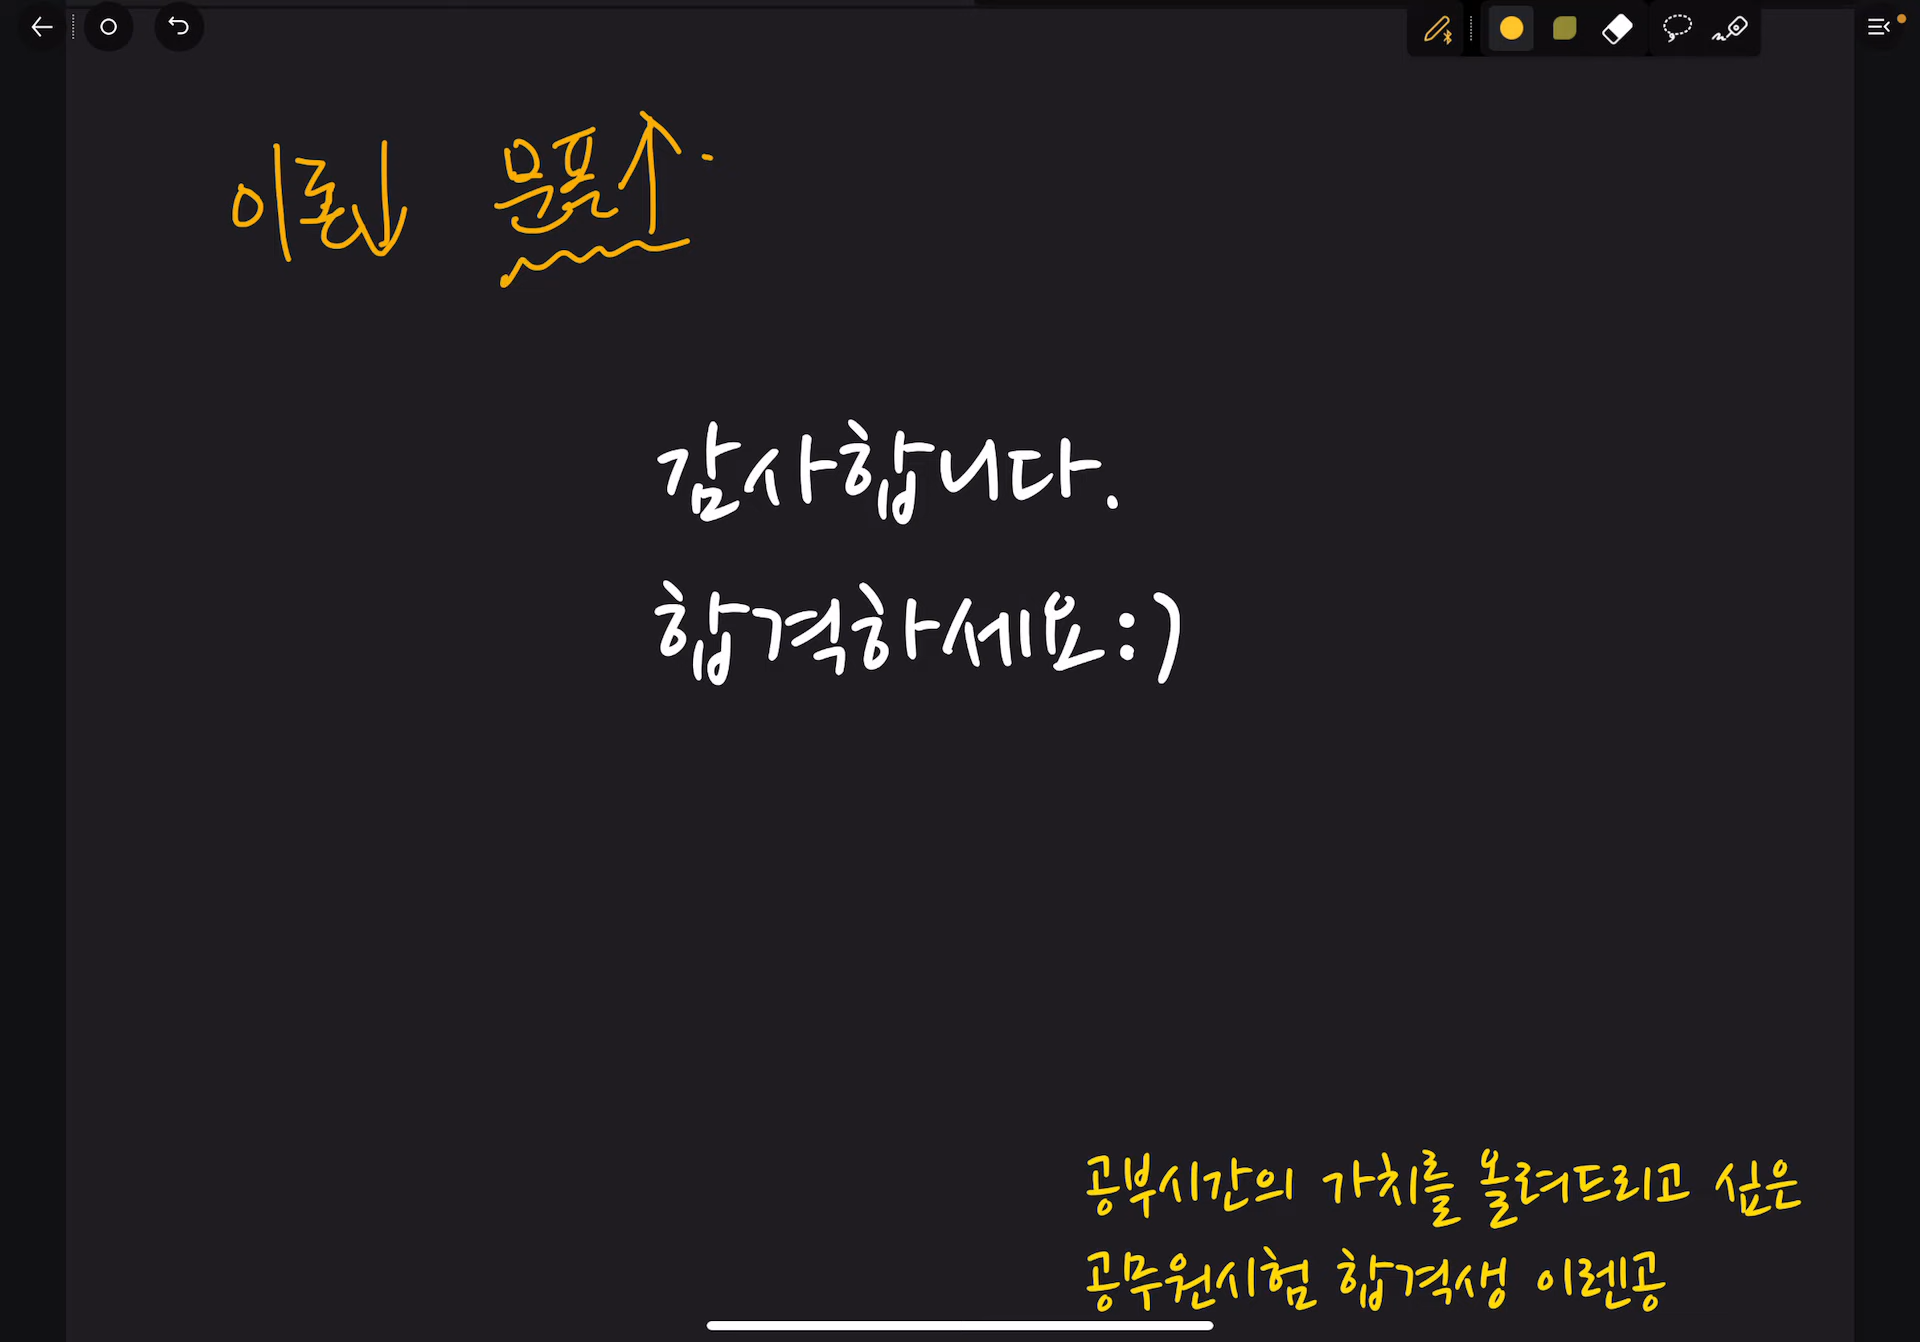 이론↓ 문풀↑.
감사합니다.
합격하세요:)
공부시간의 가치를 올려드리고 싶은
공무원시험 합격생 이렌공